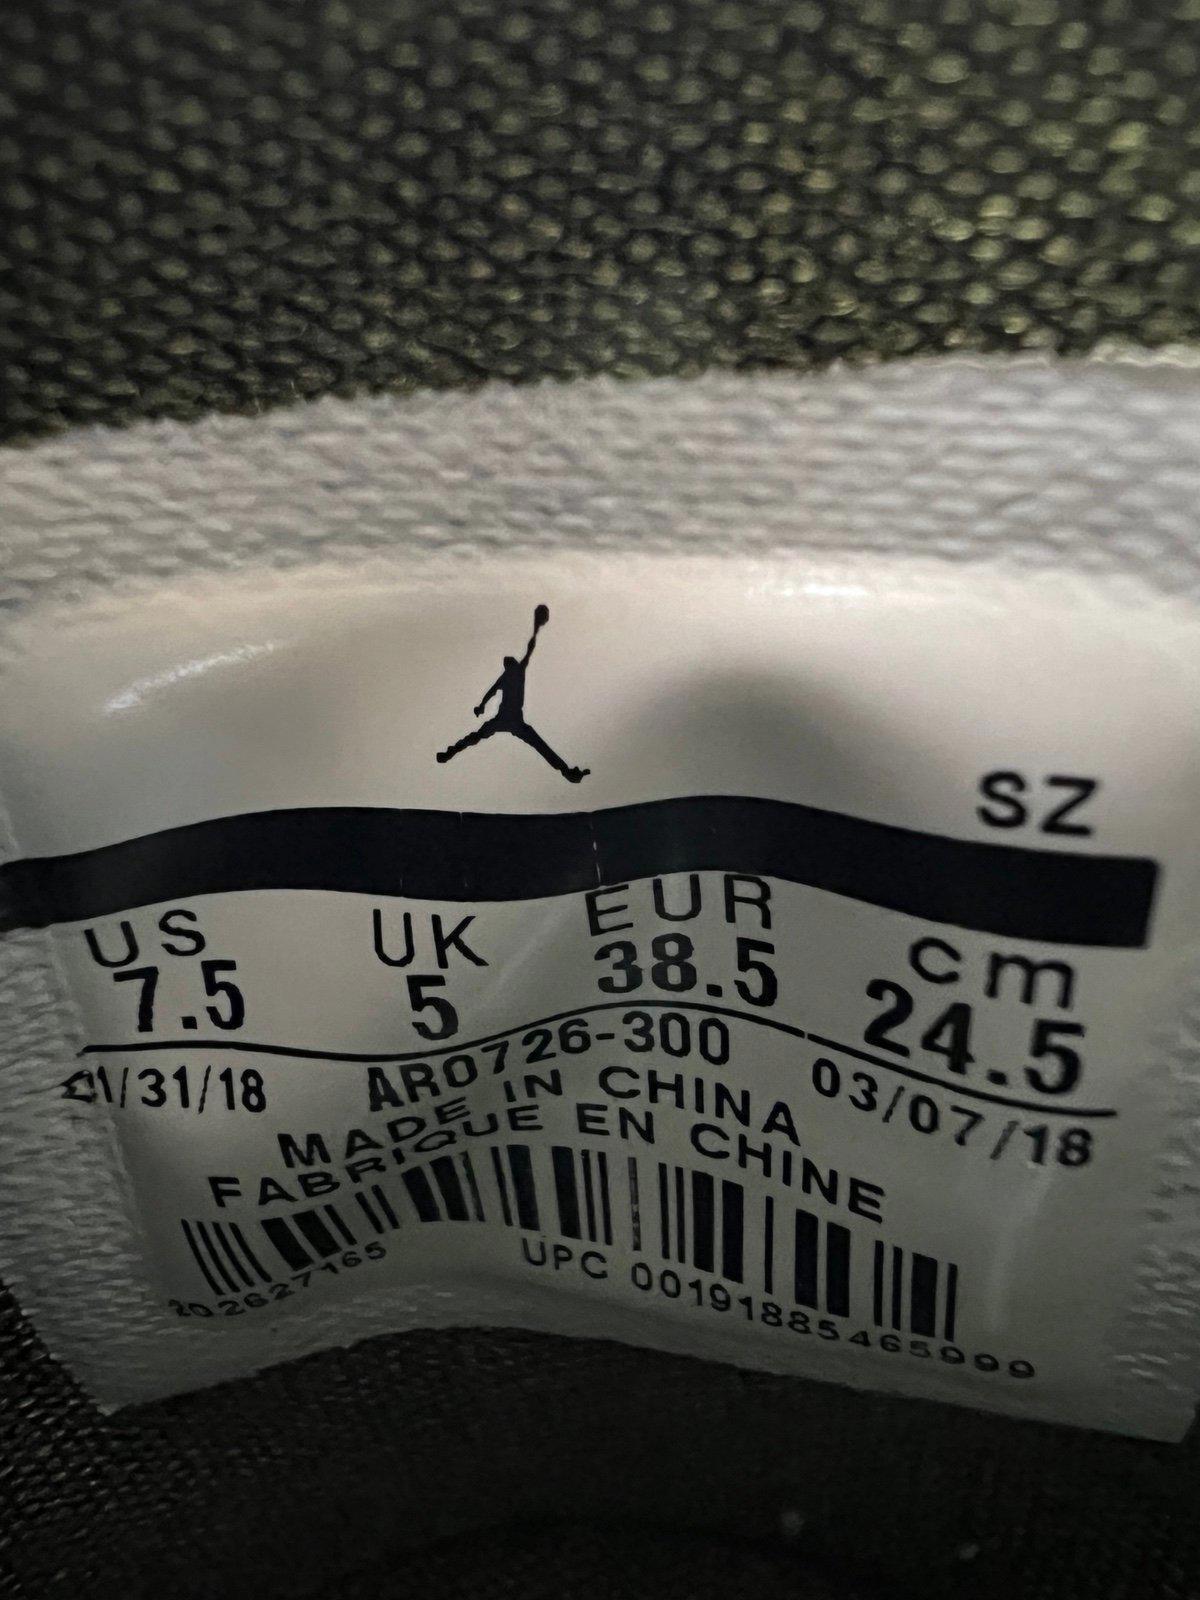 SZ
US UK EUR cm
7.5 5 38.5 24.5
01/31/18 AR0726-300 03/07/18
MADE IN CHINA
FABRIQUE EN CHINE
202627165 UPC 00191885465999